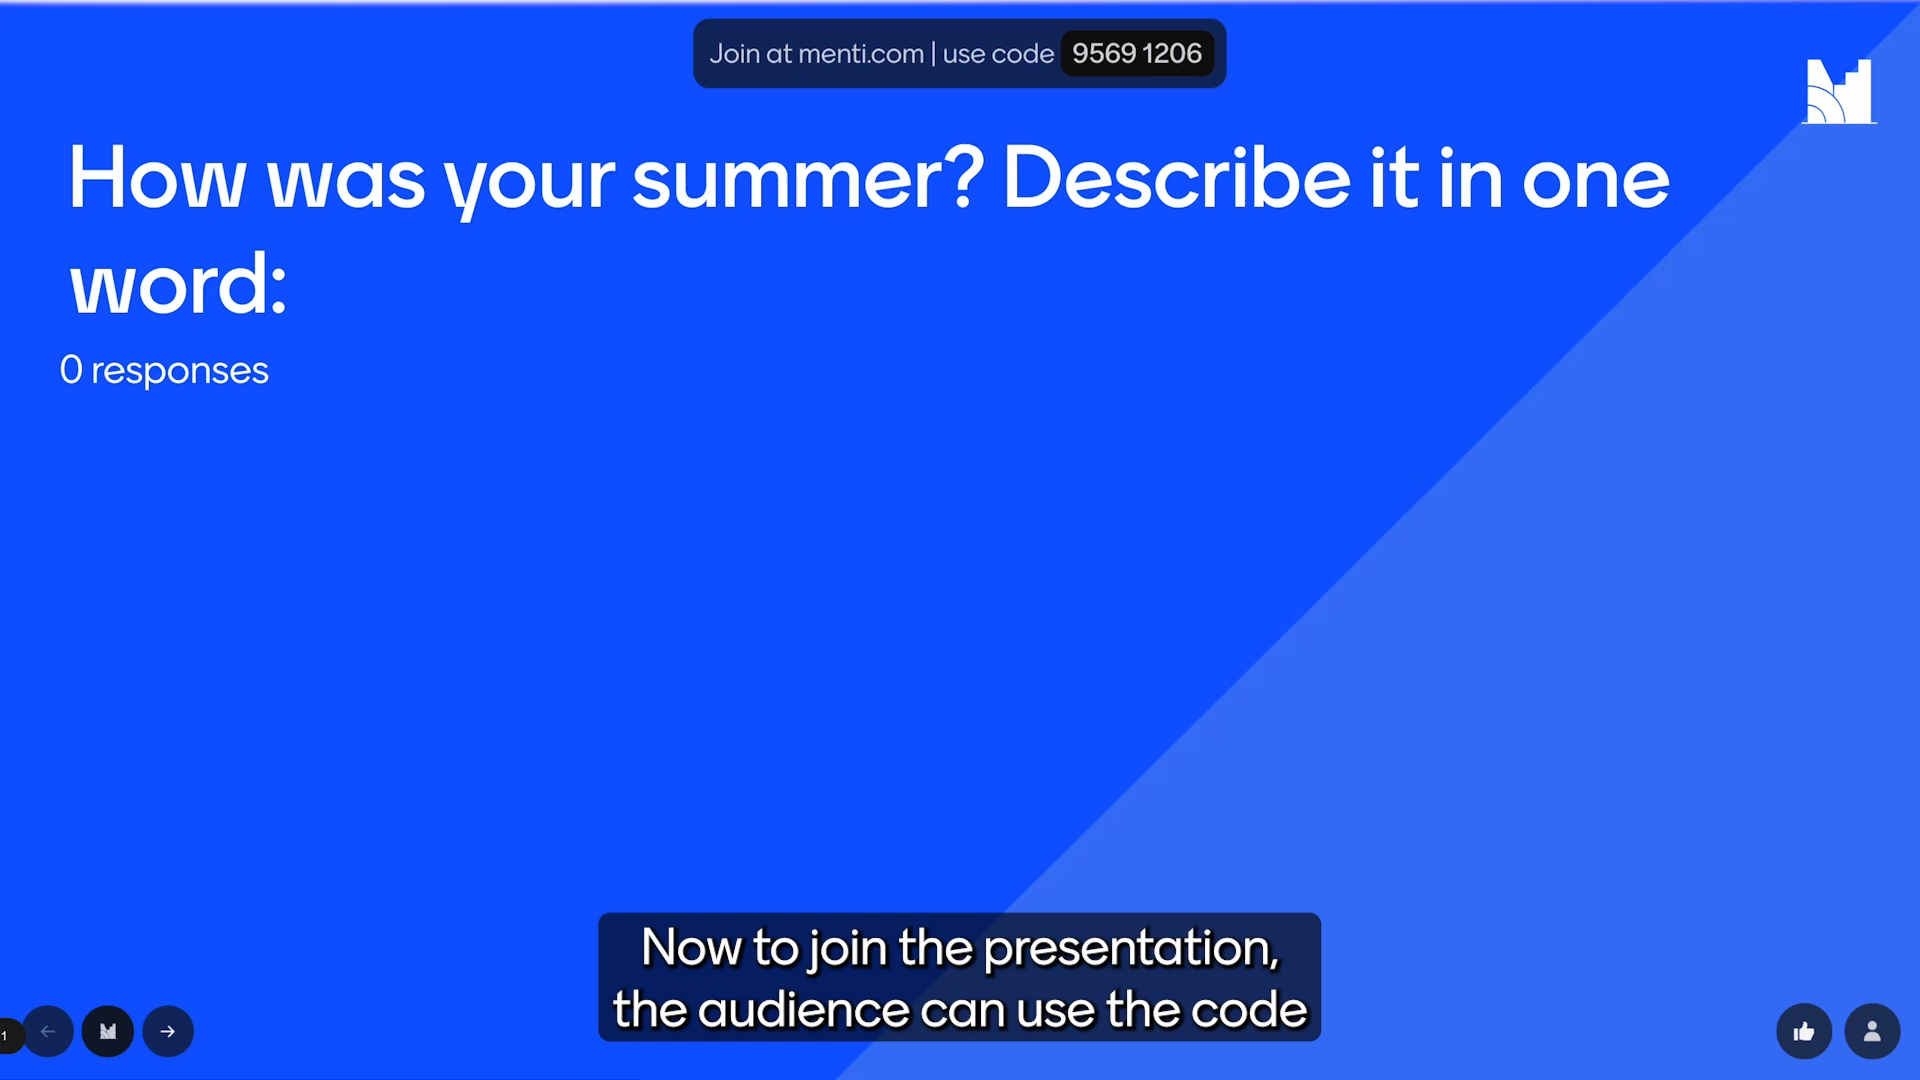 Join at menti.com | use code 9569 1206
How was your summer? Describe it in one
word:
0 responses
Now to join the presentation,
the audience can use the code
1